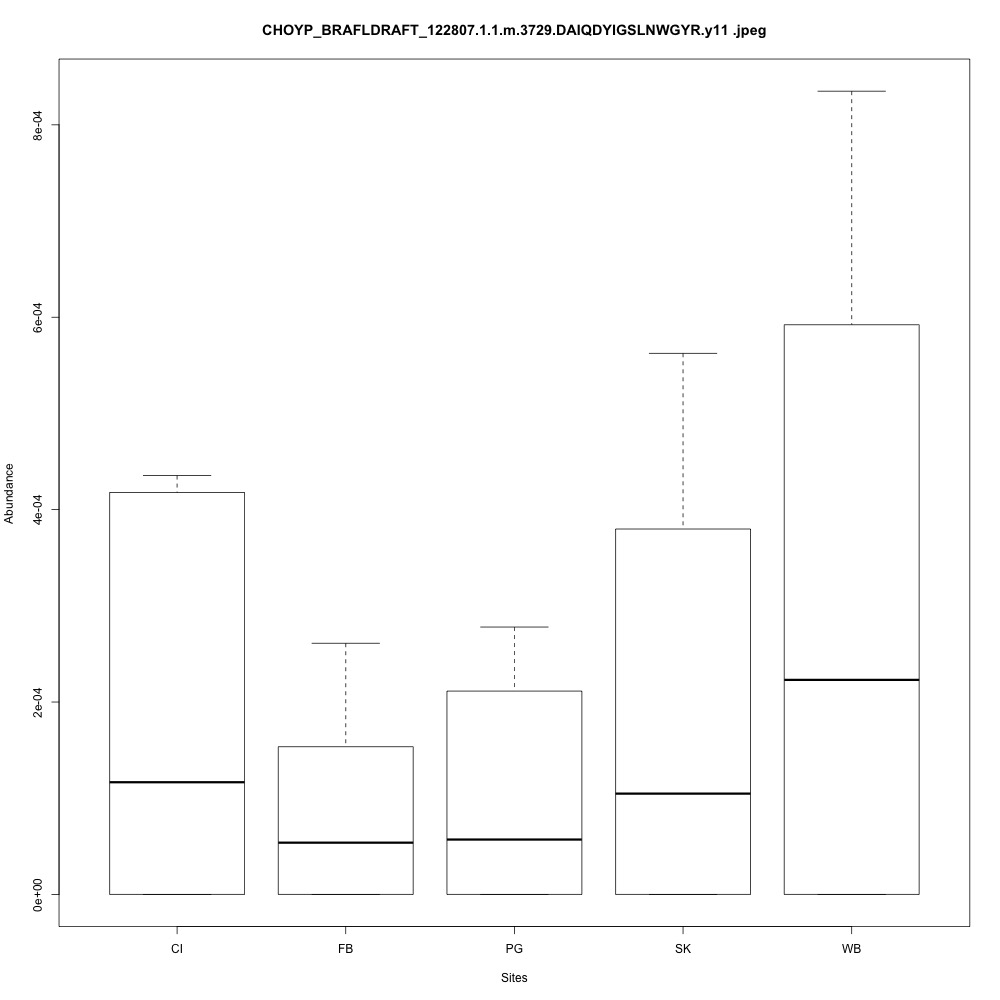 CHOYP_BRAFLDRAFT_122807.1.1.m.3729.DAIQDYIGSLNWGYR.y11 .jpeg
Abundance
8e-04
6e-04
4e-04
2e-04
0e+00
CI FB PG SK WB
Sites